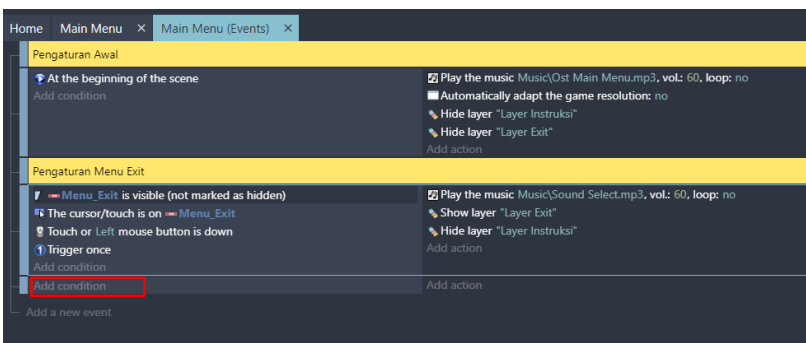 Home Main Menu × Main Menu (Events) ×
Pengaturan Awal
At the beginning of the scene
Add condition
Play the music Music\Ost Main Menu.mp3, vol.: 60, loop: no
Automatically adapt the game resolution: no
Hide layer "Layer Instruksi"
Hide layer "Layer Exit"
Add action
Pengaturan Menu Exit
Menu_Exit is visible (not marked as hidden)
The cursor/touch is on Menu_Exit
Touch or Left mouse button is down
Trigger once
Add condition
Play the music Music\Sound Select.mp3, vol.: 60, loop: no
Show layer "Layer Exit"
Hide layer "Layer Instruksi"
Add action
Add condition
Add action
Add a new event